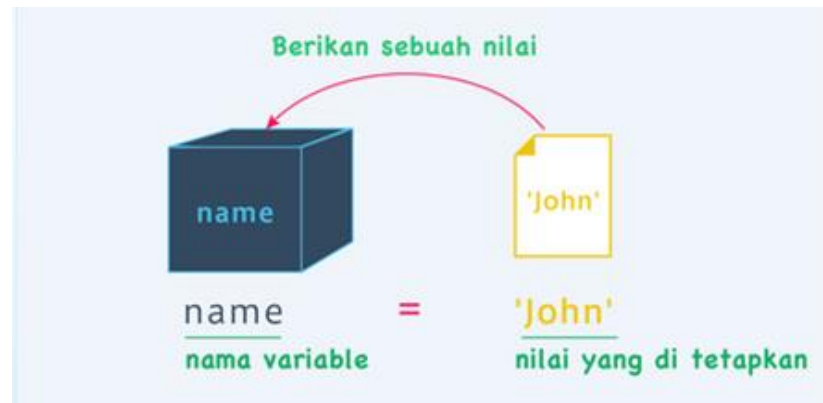 Berikan sebuah nilai
name
'John'
name = 'John'
nama variable
nilai yang di tetapkan